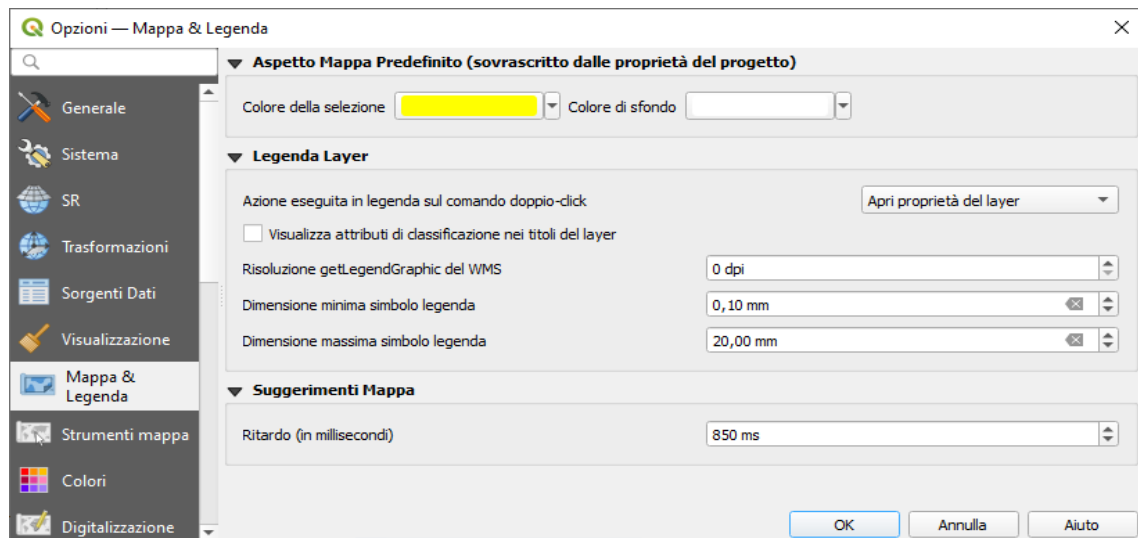 Opzioni — Mappa & Legenda
Generale
Sistema
SR
Trasformazioni
Sorgenti Dati
Visualizzazione
Mappa &
Legenda
Strumenti mappa
Colori
Digitalizzazione
Aspetto Mappa Predefinito (sovrascritto dalle proprietà del progetto)
Colore della selezione
Colore di sfondo
Legenda Layer
Azione eseguita in legenda sul comando doppio-click
Apri proprietà del layer
Visualizza attributi di classificazione nei titoli del layer
Risoluzione getLegendGraphic del WMS
0 dpi
Dimensione minima simbolo legenda
0,10 mm
Dimensione massima simbolo legenda
20,00 mm
Suggerimenti Mappa
Ritardo (in millisecondi)
850 ms
OK
Annulla
Aiuto